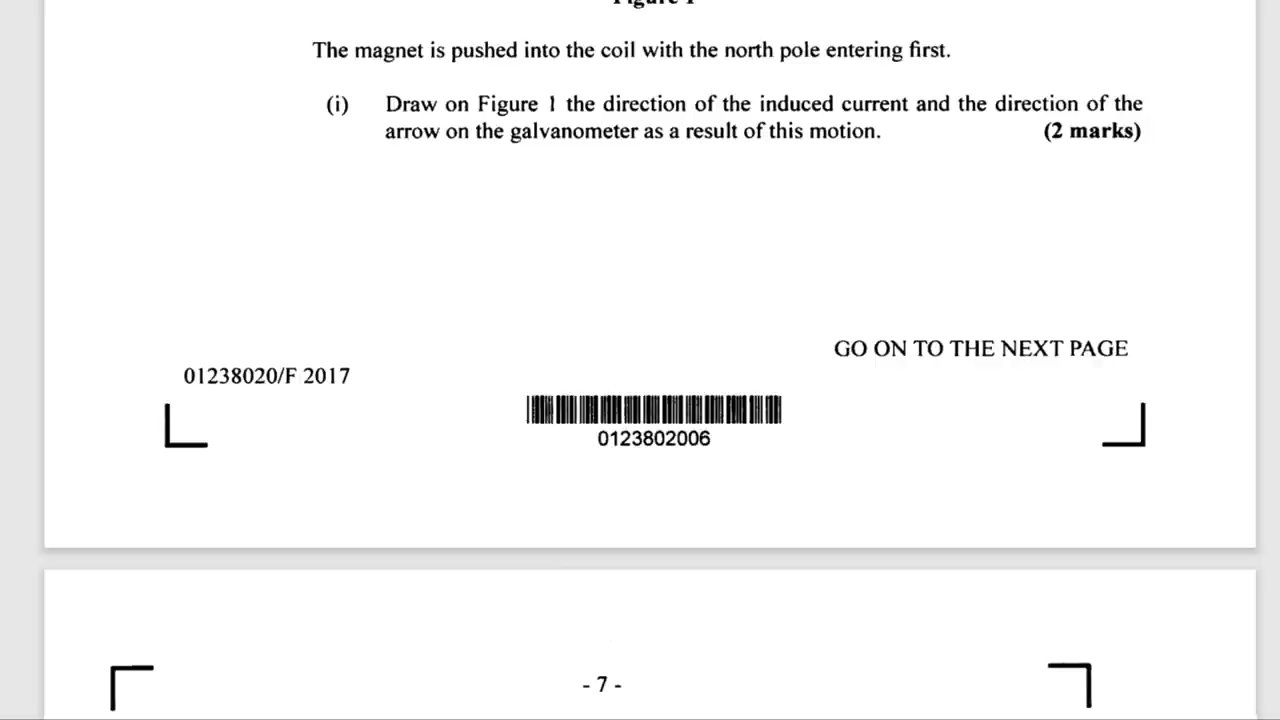 Figure 1
The magnet is pushed into the coil with the north pole entering first.
(i) Draw on Figure 1 the direction of the induced current and the direction of the
arrow on the galvanometer as a result of this motion. (2 marks)
GO ON TO THE NEXT PAGE
01238020/F 2017
0123802006
- 7 -